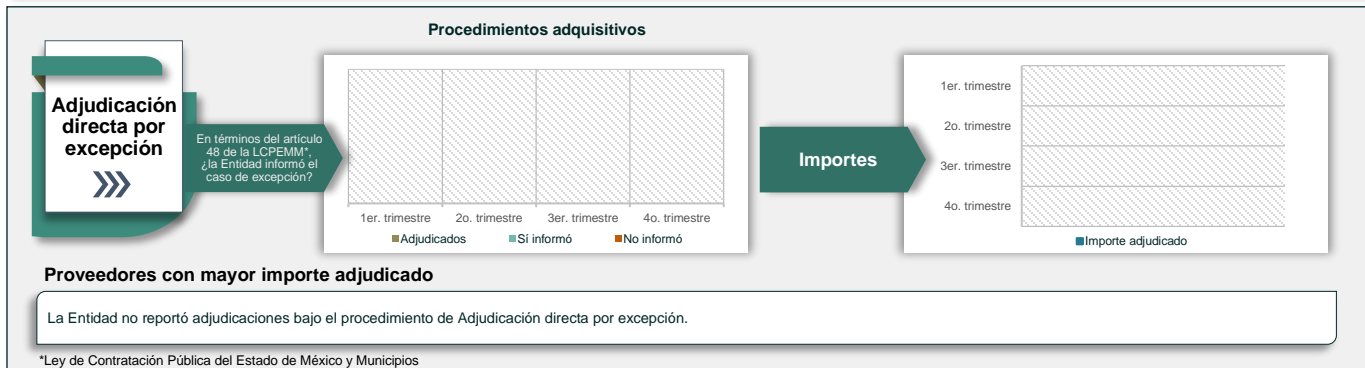 Procedimientos adquisitivos
Adjudicación
directa por
excepción
En términos del artículo
48 de la LCPEMM*,
¿la Entidad informó el
caso de excepción?
1er. trimestre 2o. trimestre 3er. trimestre 4o. trimestre
Adjudicados Sí informó No informó
Importes
1er. trimestre
2o. trimestre
3er. trimestre
4o. trimestre
Importe adjudicado
Proveedores con mayor importe adjudicado
La Entidad no reportó adjudicaciones bajo el procedimiento de Adjudicación directa por excepción.
*Ley de Contratación Pública del Estado de México y Municipios